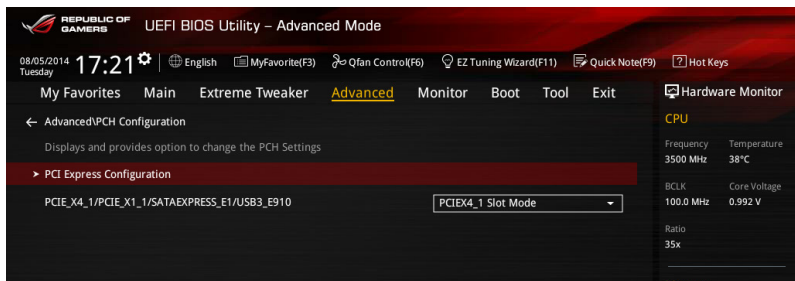 REPUBLIC OF
GAMERS
UEFI BIOS Utility – Advanced Mode
08/05/2014
Tuesday
17:21
English
MyFavorite(F3)
Qfan Control(F6)
EZ Tuning Wizard(F11)
Quick Note(F9)
? Hot Keys
My Favorites
Main
Extreme Tweaker
Advanced
Monitor
Boot
Tool
Exit
Hardware Monitor
← Advanced\PCH Configuration
Displays and provides option to change the PCH Settings
➤ PCI Express Configuration
PCIE_X4_1/PCIE_X1_1/SATAEXPRESS_E1/USB3_E910
PCIEX4_1 Slot Mode
CPU
Frequency Temperature
3500 MHz 38°C
BCLK Core Voltage
100.0 MHz 0.992 V
Ratio
35x